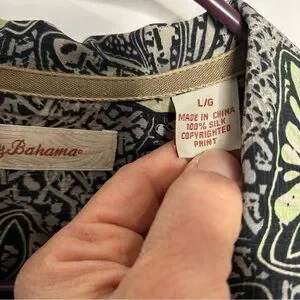 L/G
MADE IN CHINA
100% SILK
COPYRIGHTED
PRINT
Bahama